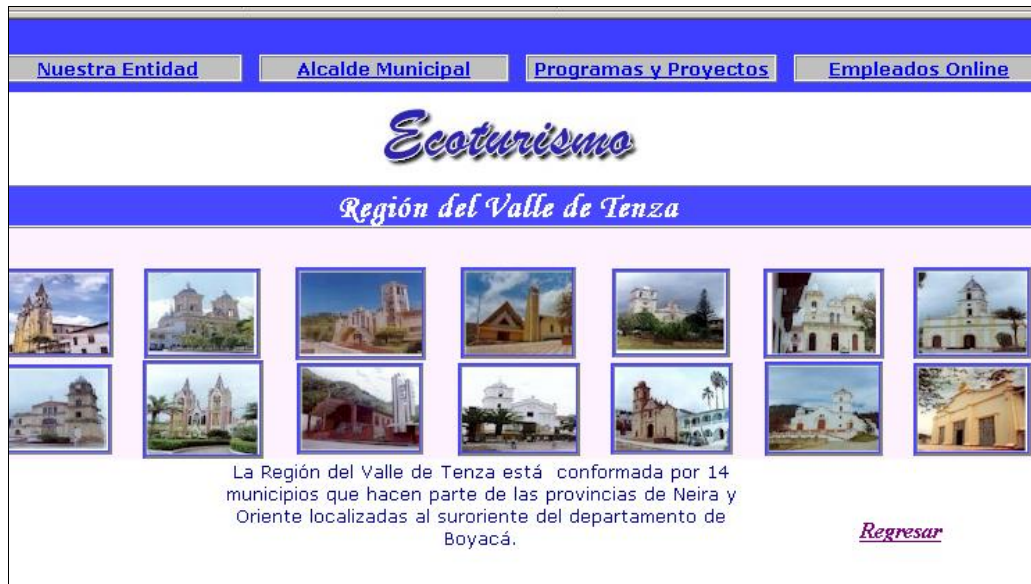 Nuestra Entidad Alcalde Municipal Programas y Proyectos Empleados Online
Ecoturismo
Región del Valle de Tenza
La Región del Valle de Tenza está conformada por 14
municipios que hacen parte de las provincias de Neira y
Oriente localizadas al suroriente del departamento de
Boyacá.
Regresar